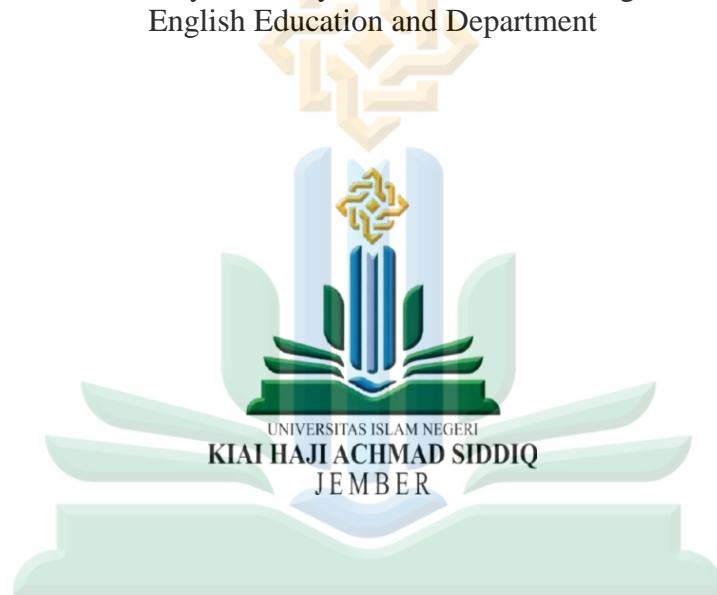 English Education and Department
UNIVERSITAS ISLAM NEGERI
KIAI HAJI ACHMAD SIDDIQ
JEMBER